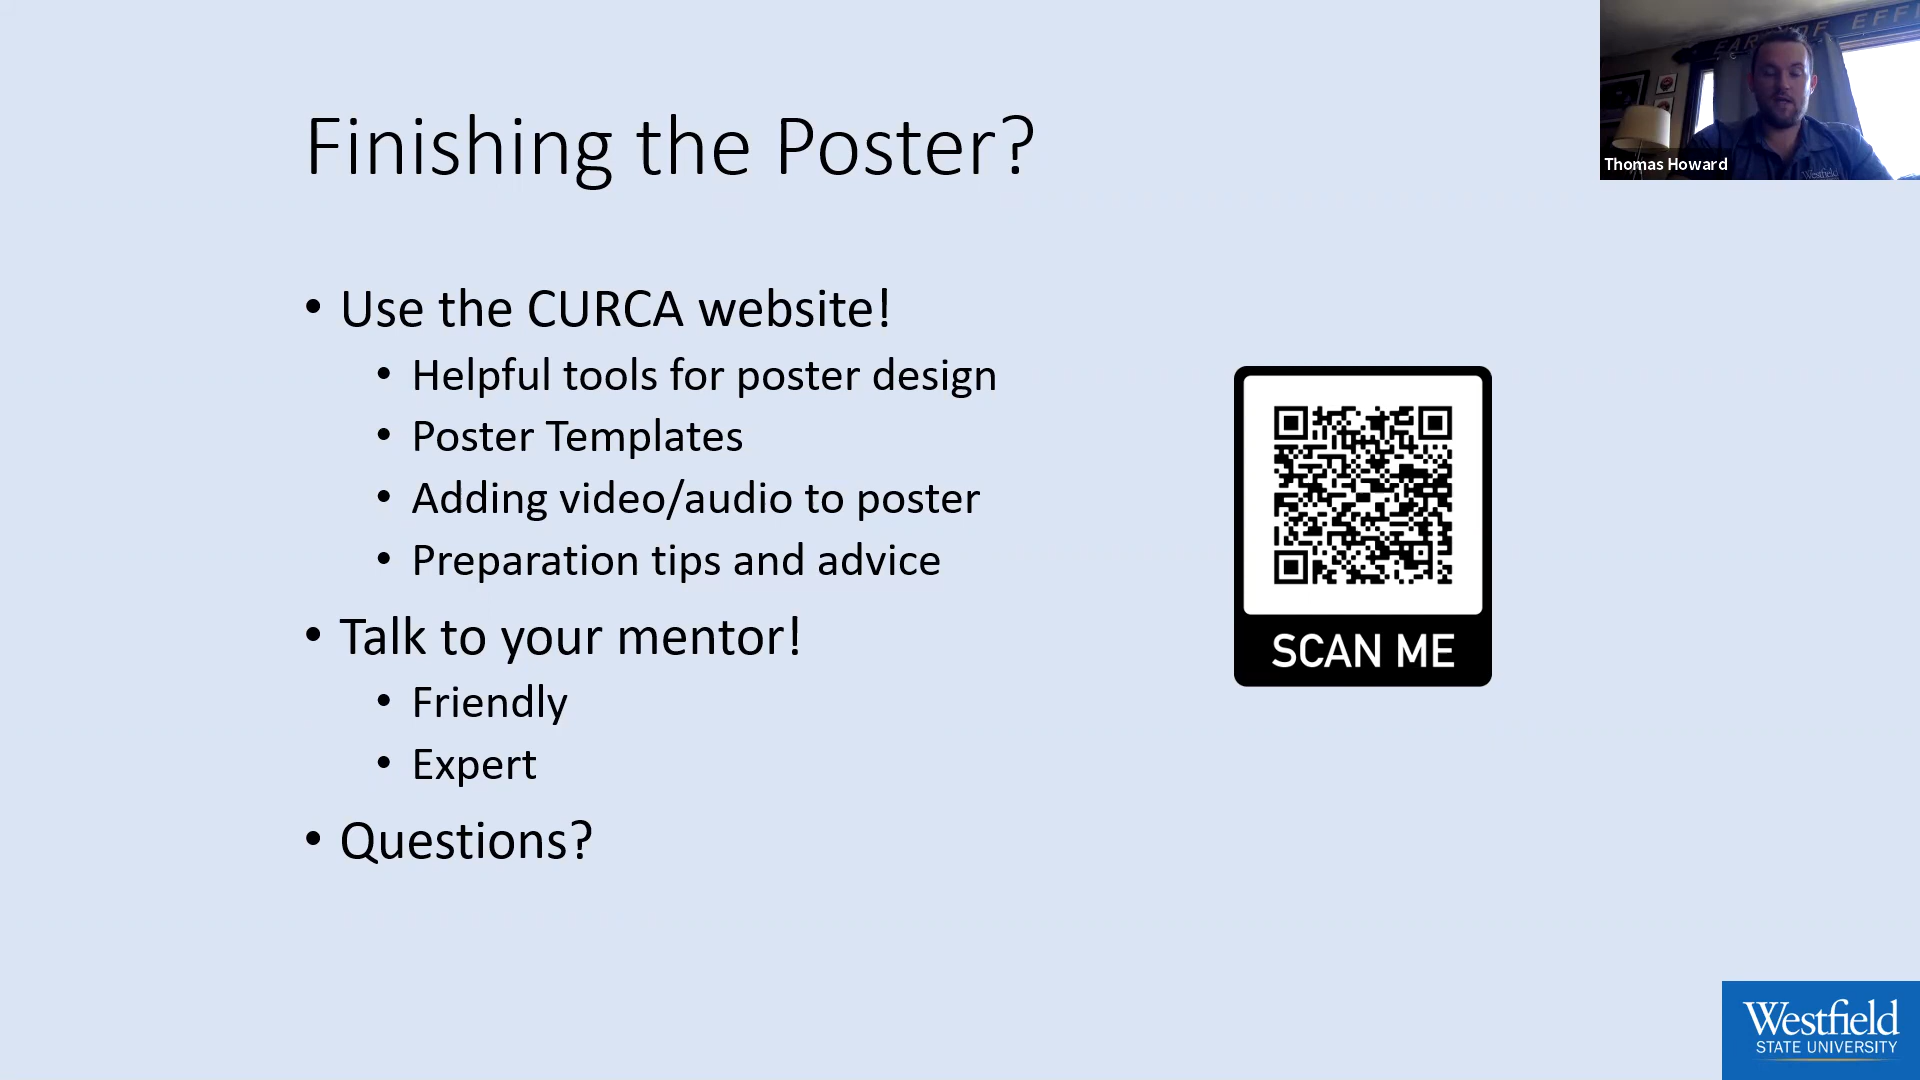 Finishing the Poster?
• Use the CURCA website!
• Helpful tools for poster design
• Poster Templates
• Adding video/audio to poster
• Preparation tips and advice
• Talk to your mentor!
• Friendly
• Expert
• Questions?
SCAN ME
Thomas Howard
Westfield
Westfield
STATE UNIVERSITY